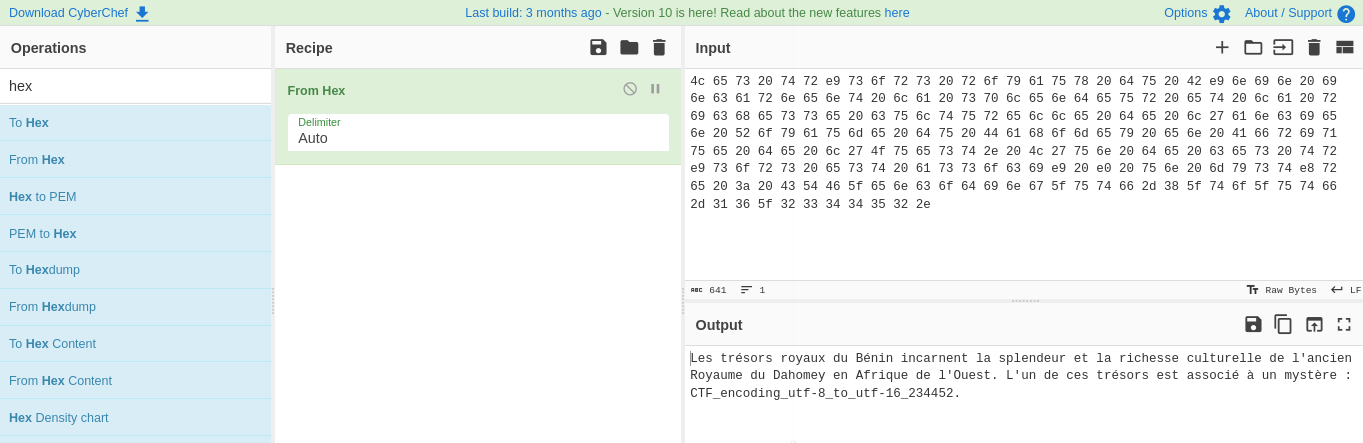 Download CyberChef
Last build: 3 months ago - Version 10 is here! Read about the new features here
Options
About / Support
Operations
hex
To Hex
From Hex
Hex to PEM
PEM to Hex
To Hexdump
From Hexdump
To Hex Content
From Hex Content
Hex Density chart
Recipe
From Hex
Delimiter
Auto
Input
4c 65 73 20 74 72 e9 73 6f 72 73 20 72 6f 79 61 75 78 20 64 75 20 42 e9 6e 69 6e 20 69
6e 63 61 72 6e 65 6e 74 20 6c 61 20 73 70 6c 65 6e 64 65 75 72 20 65 74 20 6c 61 20 72
69 63 68 65 73 73 65 20 63 75 6c 74 75 72 65 6c 6c 65 20 64 65 20 6c 27 61 6e 63 69 65
6e 20 52 6f 79 61 75 6d 65 20 64 75 20 44 61 68 6f 6d 65 79 20 65 6e 20 41 66 72 69 71
75 65 20 64 65 20 6c 27 4f 75 65 73 74 2e 20 4c 27 75 6e 20 64 65 20 63 65 73 20 74 72
e9 73 6f 72 73 20 65 73 74 20 61 73 73 6f 63 69 e9 20 e0 20 75 6e 20 6d 79 73 74 e8 72
65 20 3a 20 43 54 46 5f 65 6e 63 6f 64 69 6e 67 5f 75 74 66 2d 38 5f 74 6f 5f 75 74 66
2d 31 36 5f 32 33 34 34 35 32 2e
ABC 641
1
Raw Bytes
LF
Output
Les trésors royaux du Bénin incarnent la splendeur et la richesse culturelle de l'ancien
Royaume du Dahomey en Afrique de l'Ouest. L'un de ces trésors est associé à un mystère :
CTF_encoding_utf-8_to_utf-16_234452.